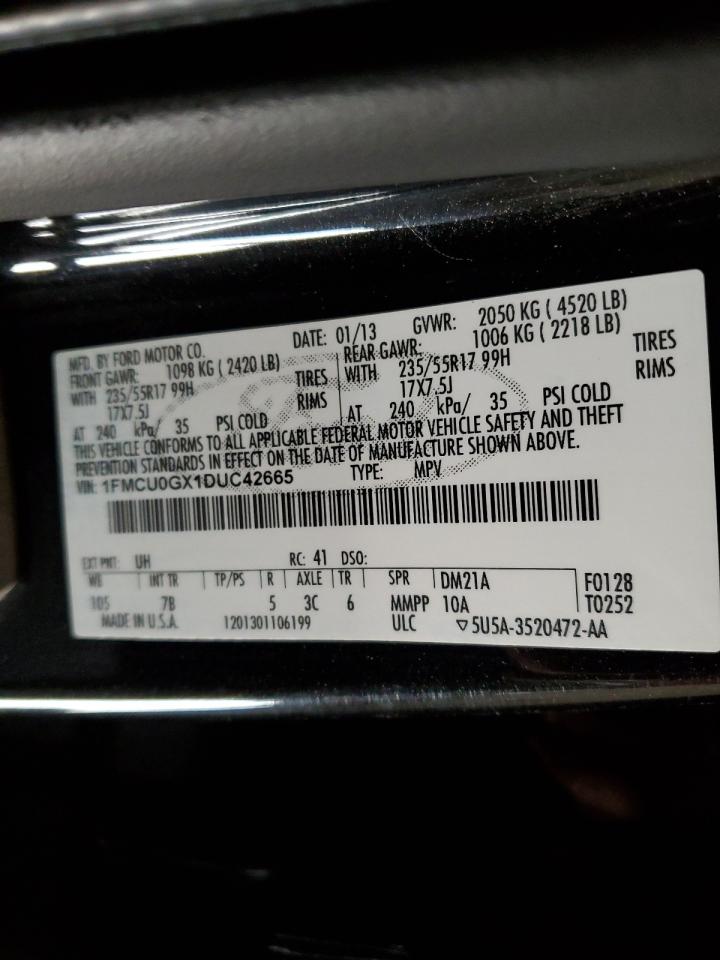 MFD. BY FORD MOTOR CO. DATE: 01/13 GVWR: 2050 KG ( 4520 LB)
FRONT GAWR: 1098 KG ( 2420 LB) REAR GAWR: 1006 KG ( 2218 LB)
WITH 235/55R17 99H TIRES WITH 235/55R17 99H TIRES
17X7.5J RIMS 17X7.5J RIMS
AT 240 kPa/ 35 PSI COLD AT 240 kPa/ 35 PSI COLD
THIS VEHICLE CONFORMS TO ALL APPLICABLE FEDERAL MOTOR VEHICLE SAFETY AND THEFT
PREVENTION STANDARDS IN EFFECT ON THE DATE OF MANUFACTURE SHOWN ABOVE.
VIN: 1FMCU0GX1DUC42665 TYPE: MPV
EXT PNT: UH RC: 41 DSO:
WB INT TR TP/PS R AXLE TR SPR DM21A F0128
105 7B 5 3C 6 MMPP 10A T0252
MADE IN U.S.A. 1201301106199 ULC ▽5U5A-3520472-AA